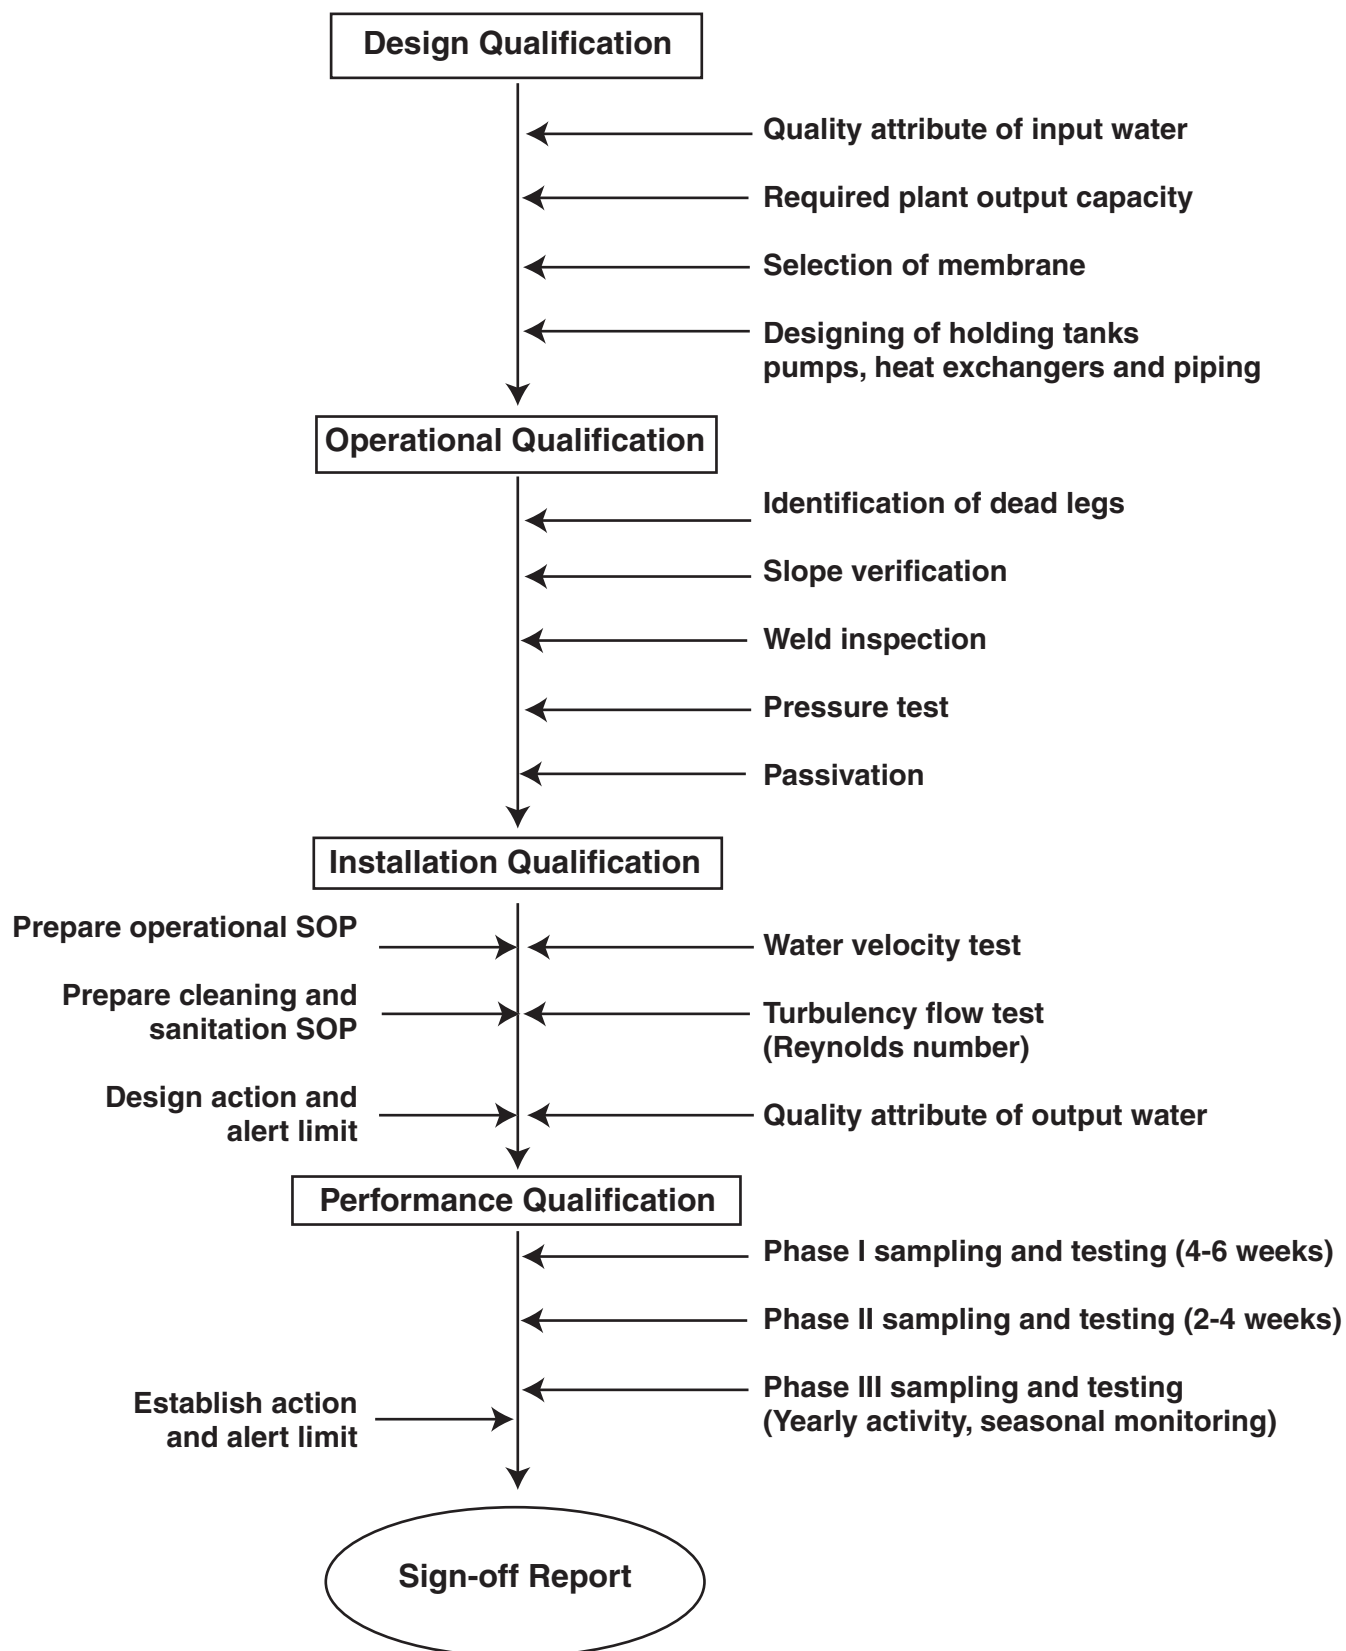 Design Qualification
Quality attribute of input water
Required plant output capacity
Selection of membrane
Designing of holding tanks
pumps, heat exchangers and piping
Operational Qualification
Identification of dead legs
Slope verification
Weld inspection
Pressure test
Passivation
Installation Qualification
Prepare operational SOP
Water velocity test
Prepare cleaning and
sanitation SOP
Turbulency flow test
(Reynolds number)
Design action and
alert limit
Quality attribute of output water
Performance Qualification
Phase I sampling and testing (4-6 weeks)
Phase II sampling and testing (2-4 weeks)
Phase III sampling and testing
(Yearly activity, seasonal monitoring)
Establish action
and alert limit
Sign-off Report